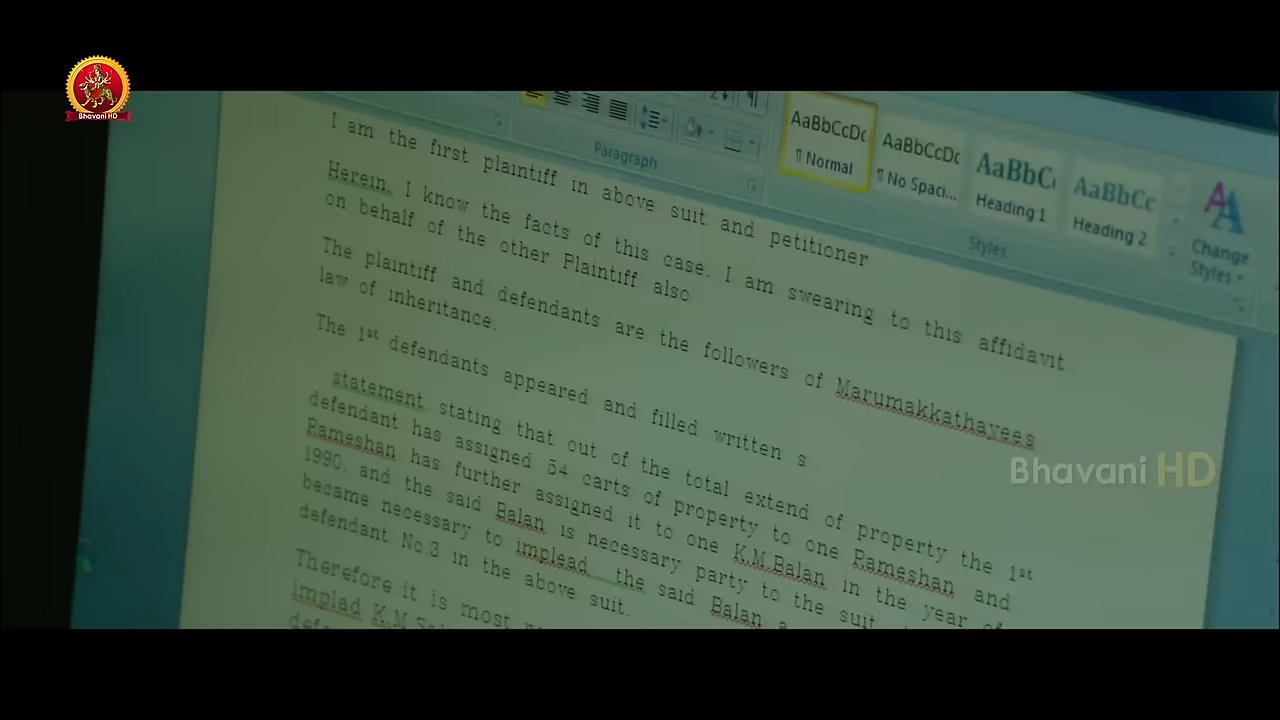 Bhavani HD
Paragraph
AaBbCcDc
¶ Normal
AaBbCcDc
¶ No Spaci...
AaBbC
Heading 1
AaBbCc
Heading 2
Change
Styles
Styles
I am the first plaintiff in above suit and petitioner
Herein. I know the facts of this case. I am swearing to this affidavit
on behalf of the other Plaintiff also
The plaintiff and defendants are the followers of Marumakkathayees
law of inheritance.
The 1st defendants appeared and filled written s
statement stating that out of the total extend of property the 1st
defendant has assigned 54 carts of property to one Rameshan and
Rameshan has further assigned it to one K.M.Balan in the year of
1990. and the said Balan is necessary party to the suit
became necessary to implead the said Balan a
defendant No.3 in the above suit.
Therefore it is most
implad K.M.
Bhavani HD